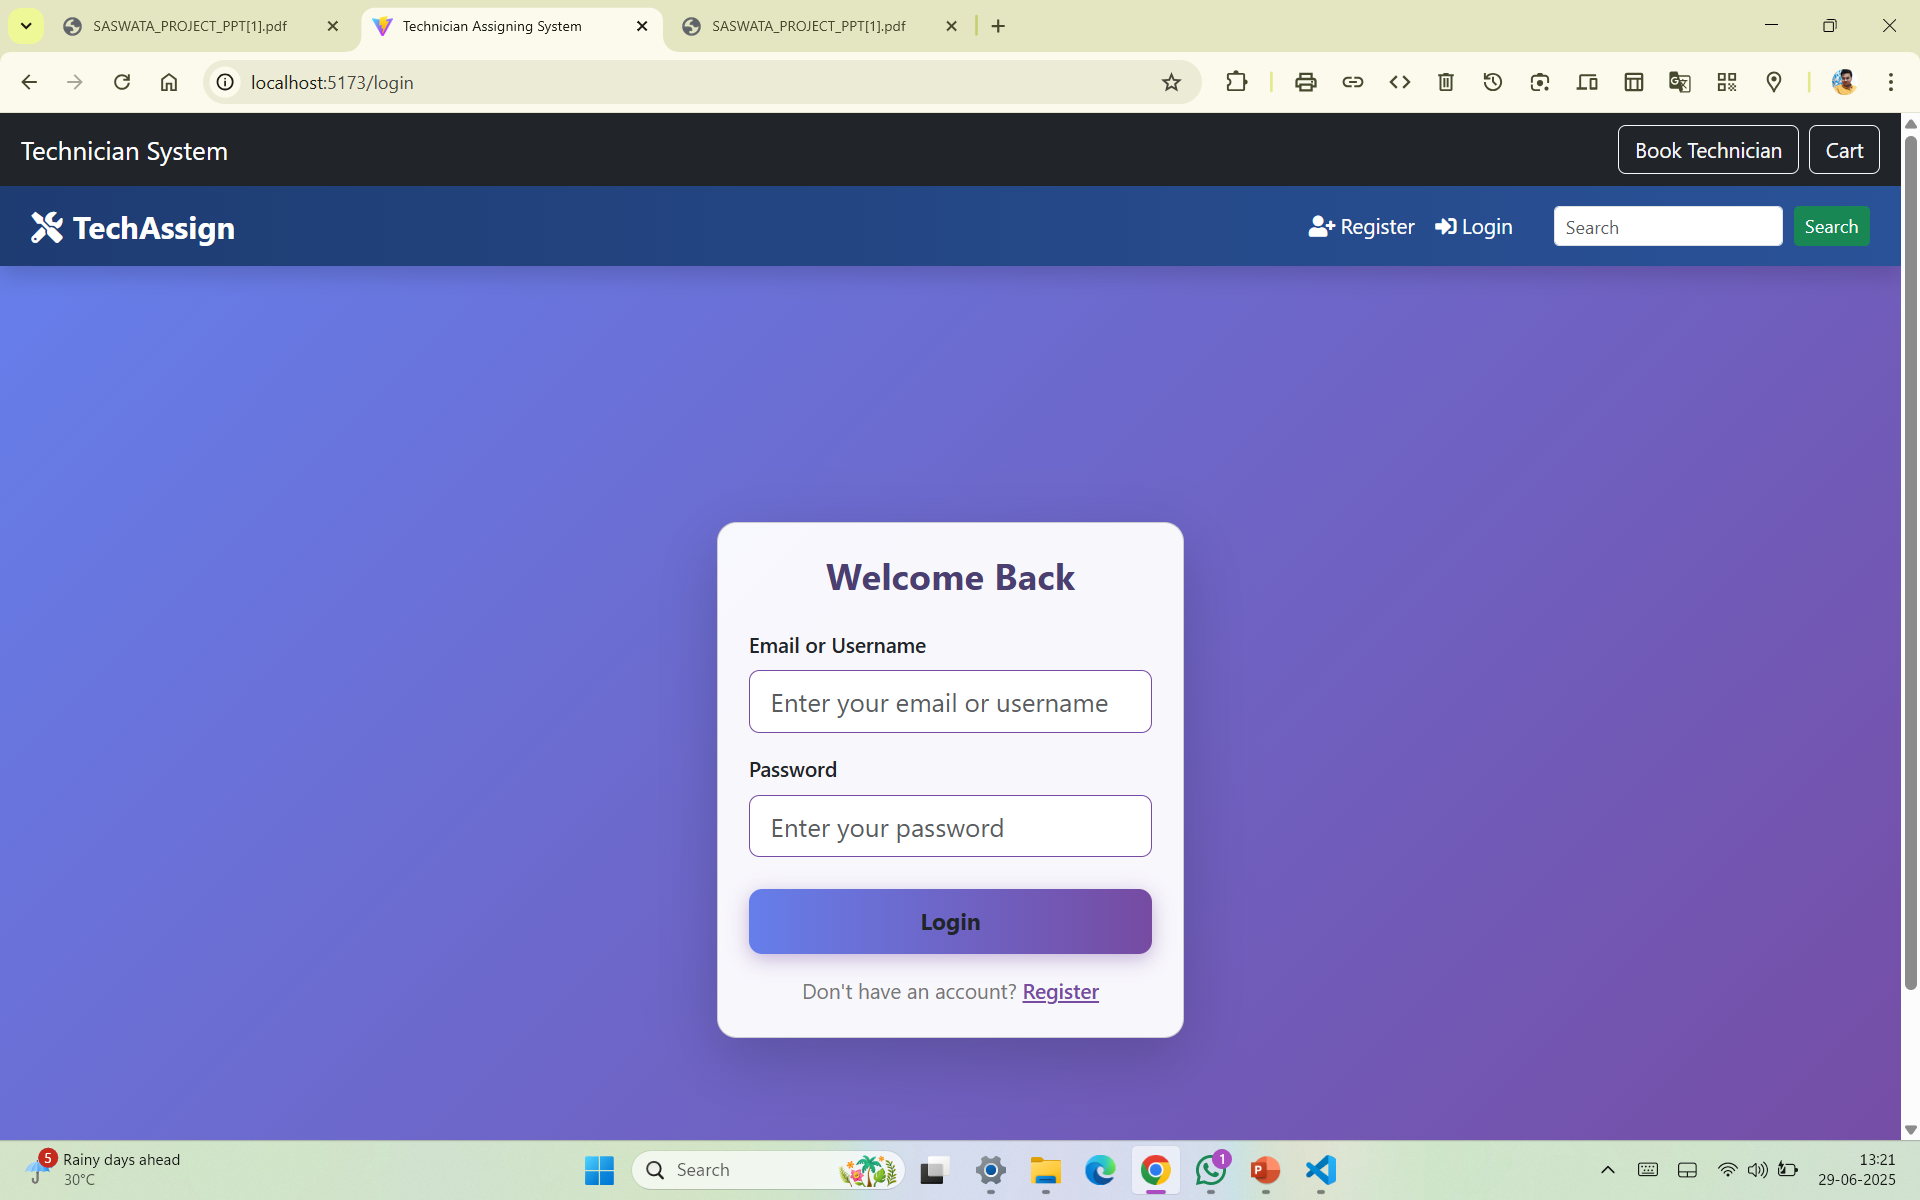 SASWATA_PROJECT_PPT[1].pdf
Technician Assigning System
SASWATA_PROJECT_PPT[1].pdf
localhost:5173/login
Technician System
Book Technician
Cart
TechAssign
Register
Login
Search
Search
Welcome Back
Email or Username
Enter your email or username
Password
Enter your password
Login
Don't have an account? Register
5
Rainy days ahead
30°C
Search
1
13:21
29-06-2025